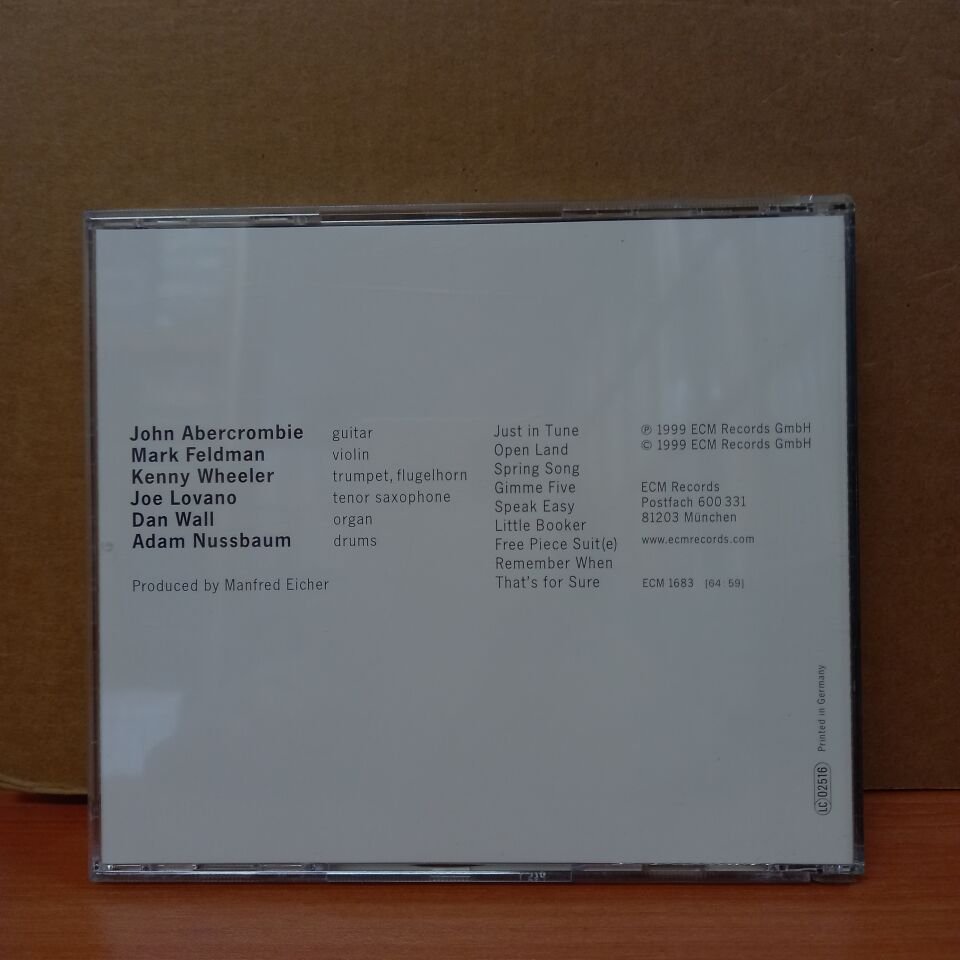 John Abercrombie guitar
Mark Feldman violin
Kenny Wheeler trumpet, flugelhorn
Joe Lovano tenor saxophone
Dan Wall organ
Adam Nussbaum drums
Produced by Manfred Eicher
Just in Tune
Open Land
Spring Song
Gimme Five
Speak Easy
Little Booker
Free Piece Suit(e)
Remember When
That's for Sure
℗ 1999 ECM Records GmbH
© 1999 ECM Records GmbH
ECM Records
Postfach 600 331
81203 München
www.ecmrecords.com
ECM 1683 [64:59]
Printed in Germany
LC 02516